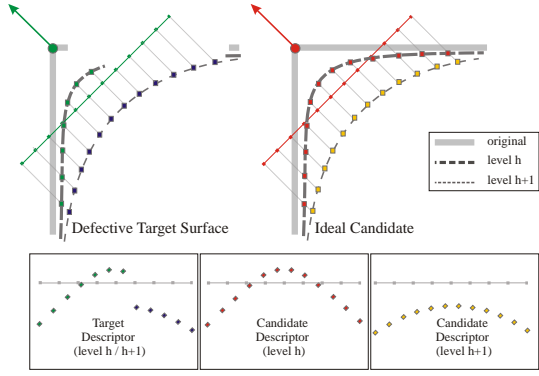 original
level h
level h+1
Defective Target Surface
Ideal Candidate
Target
Descriptor
(level h / h+1)
Candidate
Descriptor
(level h)
Candidate
Descriptor
(level h+1)